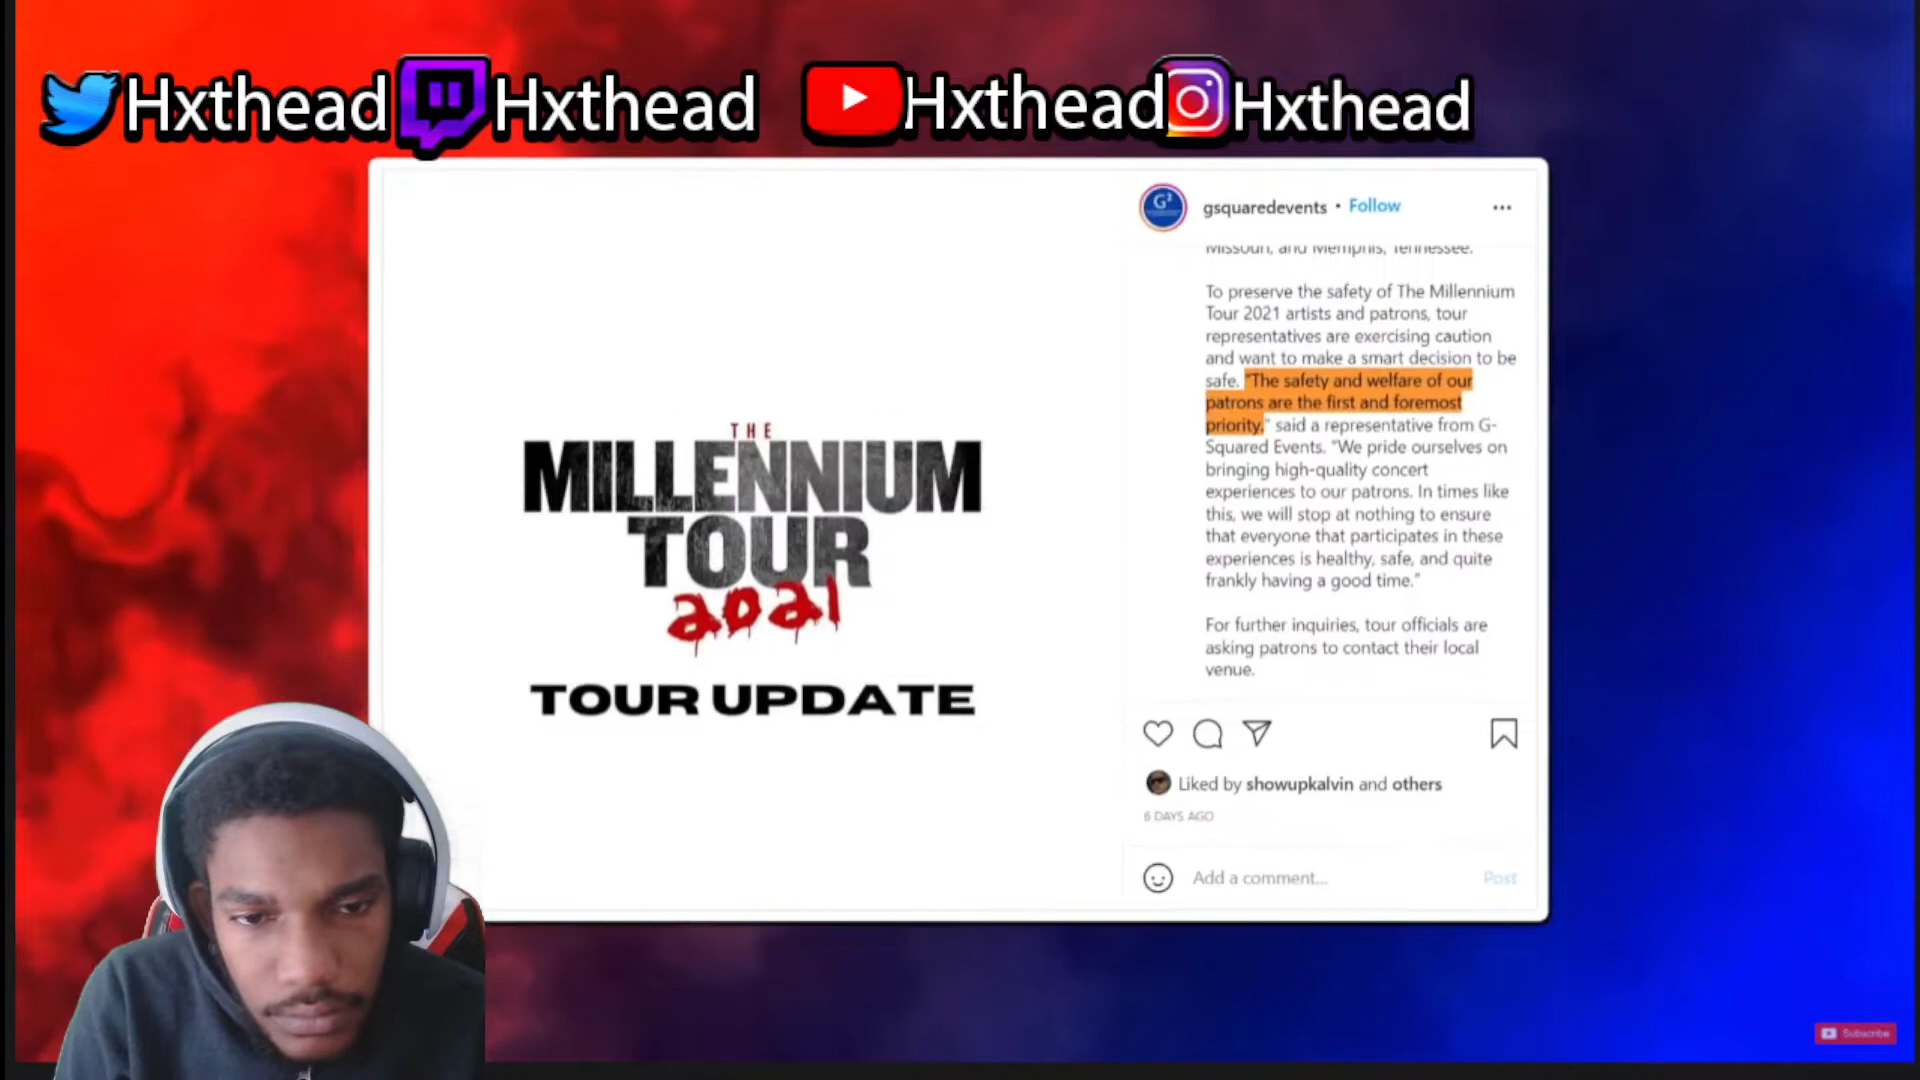 Hxthead Hxthead Hxthead Hxthead
G²
gsquaredevents • Follow
Missouri, and Memphis, Tennessee.
To preserve the safety of The Millennium
Tour 2021 artists and patrons, tour
representatives are exercising caution
and want to make a smart decision to be
safe. "The safety and welfare of our
patrons are the first and foremost
priority," said a representative from G-
Squared Events. "We pride ourselves on
bringing high-quality concert
experiences to our patrons. In times like
this, we will stop at nothing to ensure
that everyone that participates in these
experiences is healthy, safe, and quite
frankly having a good time."
For further inquiries, tour officials are
asking patrons to contact their local
venue.
Liked by showupkalvin and others
6 DAYS AGO
Add a comment... Post
THE
MILLENNIUM
TOUR
2021
TOUR UPDATE
Subscribe